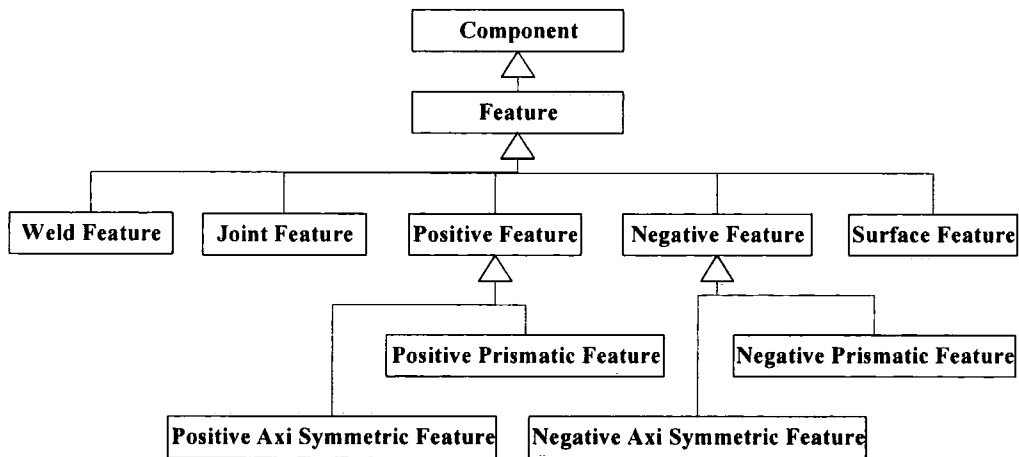 Component
Feature
Weld Feature
Joint Feature
Positive Feature
Negative Feature
Surface Feature
Positive Prismatic Feature
Negative Prismatic Feature
Positive Axi Symmetric Feature
Negative Axi Symmetric Feature